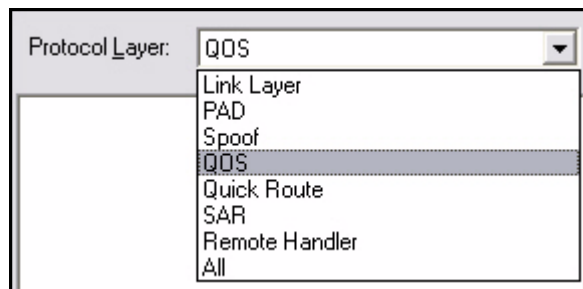 Protocol Layer: QOS
Link Layer
PAD
Spoof
QOS
Quick Route
SAR
Remote Handler
All